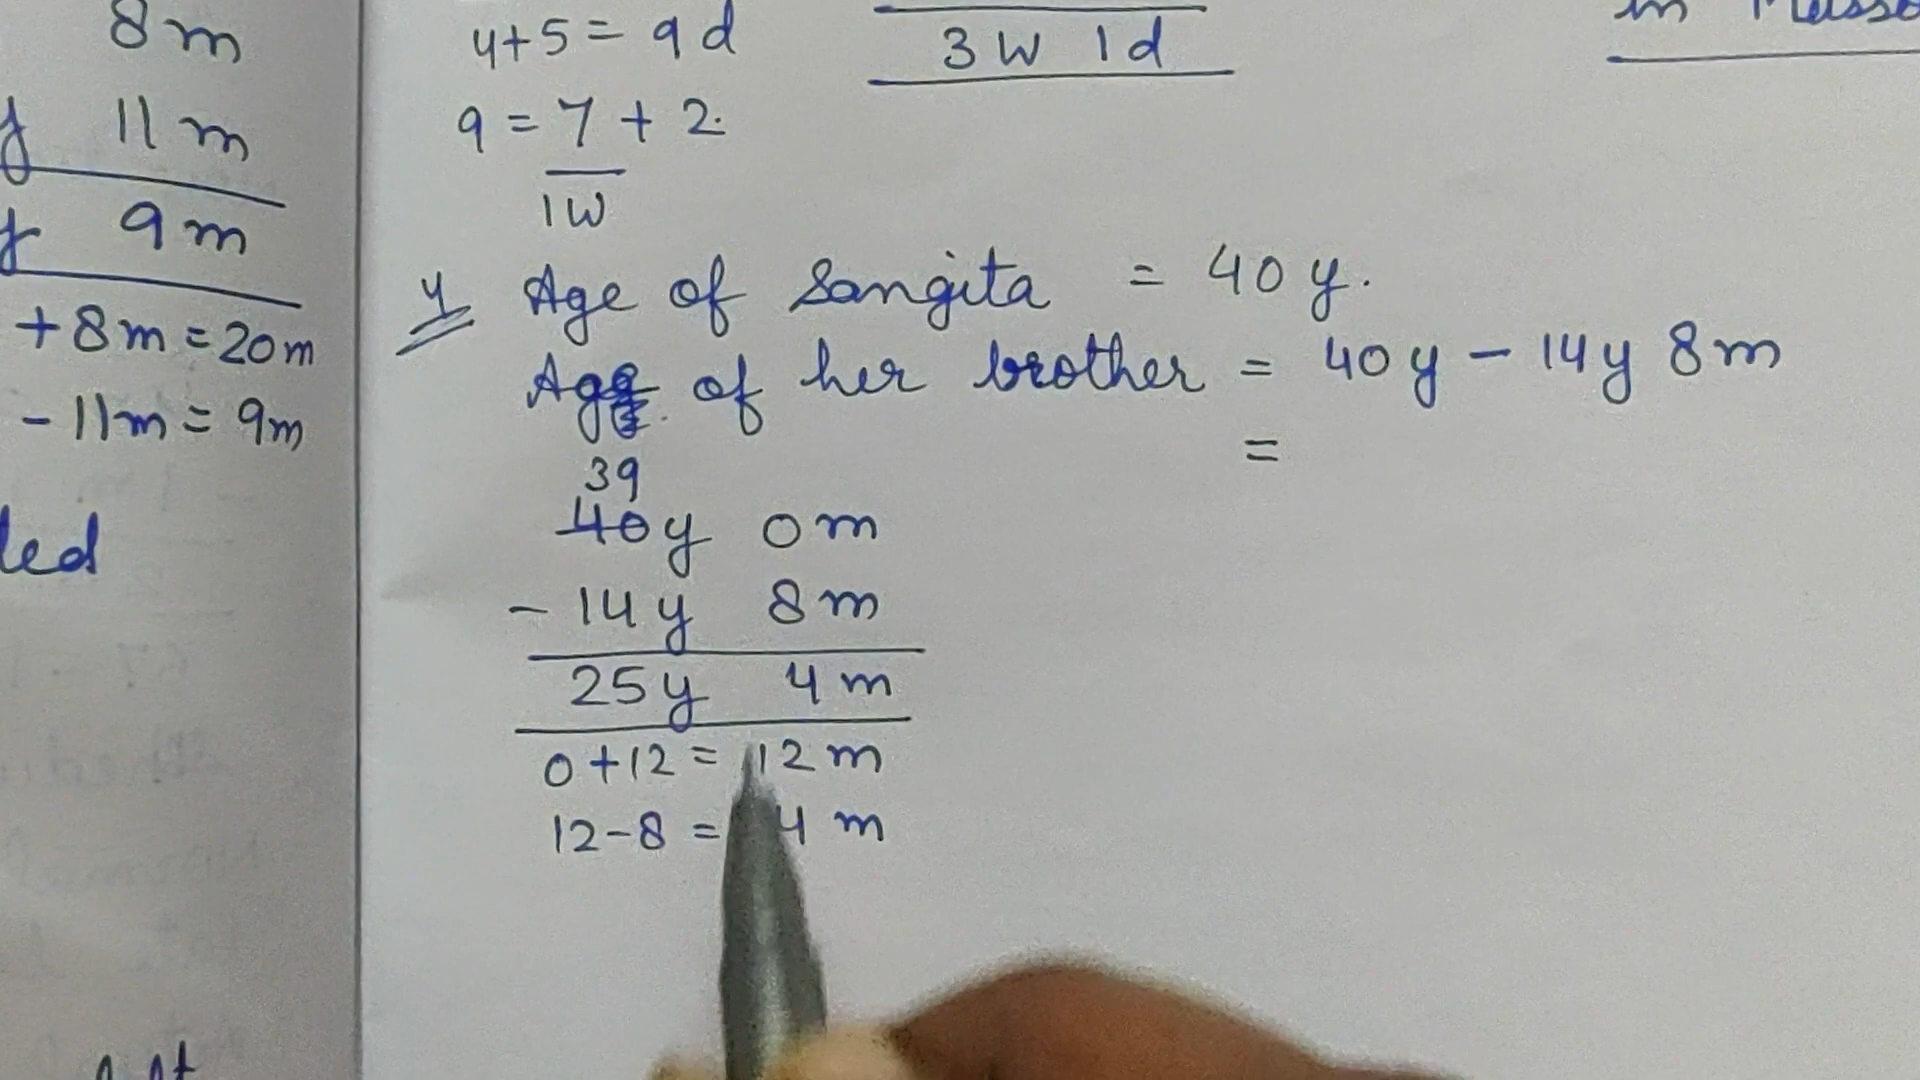 8m
11m
9m
+8m=20m
-11m=9m
4+5=9d
9=7+2.
1W
3W 1d
in
4 Age of Sangita = 40y.
Age of her brother = 40y - 14y 8m
=
39
40y 0m
- 14y 8m
25y 4m
0+12 = 12m
12-8 = 4 m